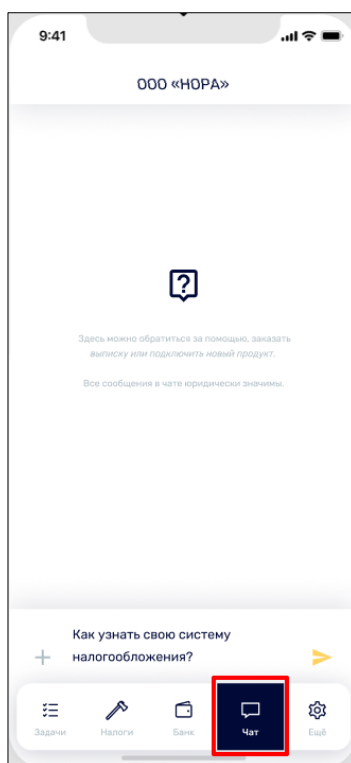 9:41
ООО «НОРА»
Здесь можно обратиться за помощью, заказать
выписку или подключить новый продукт.
Все сообщения в чате юридически значимы.
Как узнать свою систему
налогообложения?
Задачи Налоги Банк Чат Ещё